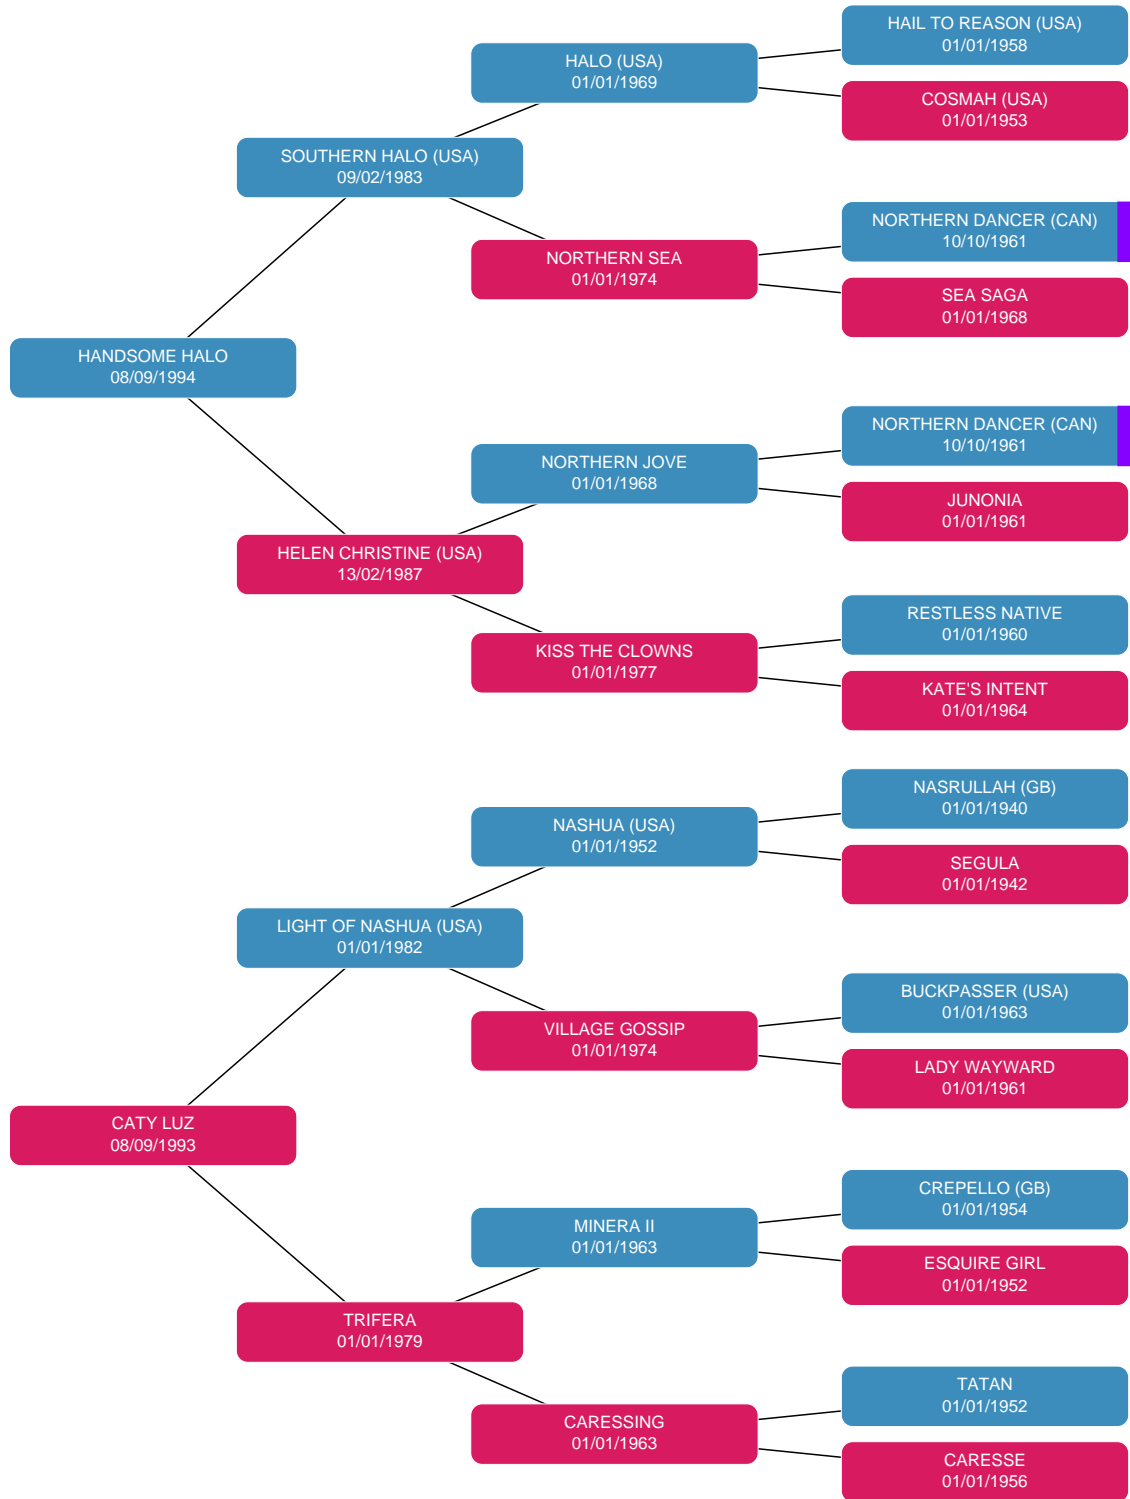 HAIL TO REASON (USA)
01/01/1958
HALO (USA)
01/01/1969
COSMAH (USA)
01/01/1953
SOUTHERN HALO (USA)
09/02/1983
NORTHERN DANCER (CAN)
10/10/1961
NORTHERN SEA
01/01/1974
SEA SAGA
01/01/1968
HANDSOME HALO
08/09/1994
NORTHERN DANCER (CAN)
10/10/1961
NORTHERN JOVE
01/01/1968
JUNONIA
01/01/1961
HELEN CHRISTINE (USA)
13/02/1987
RESTLESS NATIVE
01/01/1960
KISS THE CLOWNS
01/01/1977
KATE'S INTENT
01/01/1964
NASRULLAH (GB)
01/01/1940
NASHUA (USA)
01/01/1952
SEGULA
01/01/1942
LIGHT OF NASHUA (USA)
01/01/1982
BUCKPASSER (USA)
01/01/1963
VILLAGE GOSSIP
01/01/1974
LADY WAYWARD
01/01/1961
CATY LUZ
08/09/1993
CREPELLO (GB)
01/01/1954
MINERA II
01/01/1963
ESQUIRE GIRL
01/01/1952
TRIFERA
01/01/1979
TATAN
01/01/1952
CARESSING
01/01/1963
CARESSE
01/01/1956